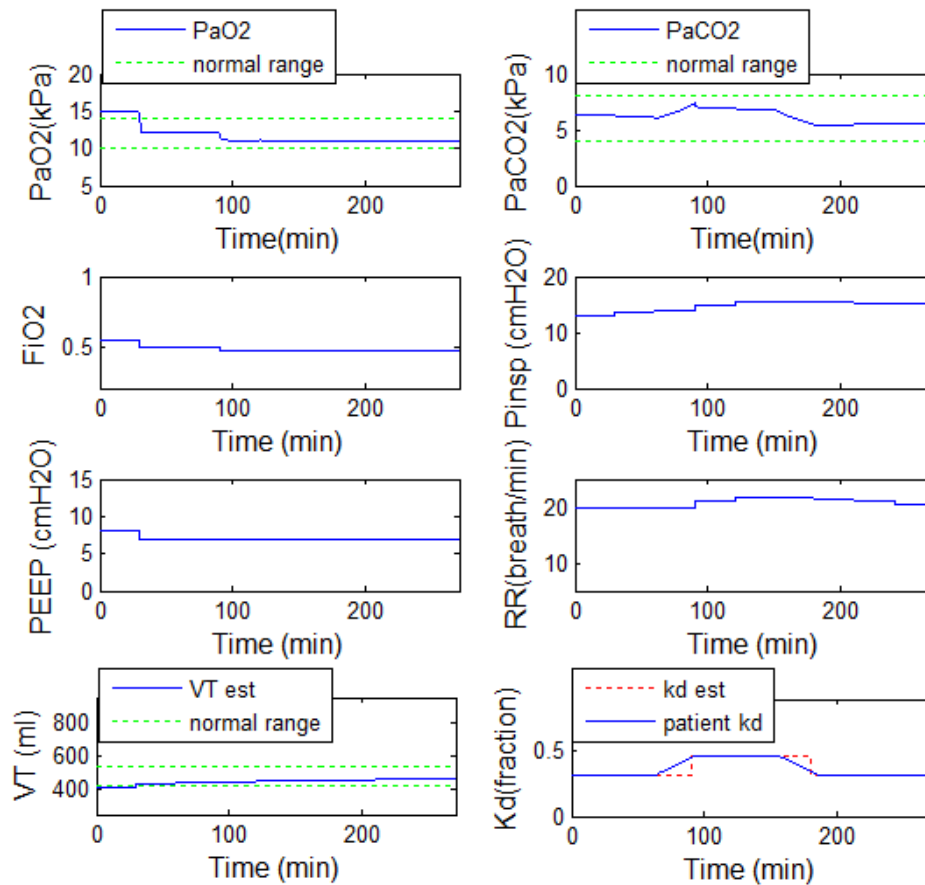 PaO2
normal range
PaO2(kPa)
20
15
10
5
0 100 200
Time(min)
PaCO2
normal range
PaCO2(kPa)
10
5
0
0 100 200
Time(min)
FiO2
1
0.5
0 100 200
Time (min)
Pinsp (cmH2O)
20
10
0
0 100 200
Time (min)
PEEP (cmH2O)
15
10
5
0
0 100 200
Time (min)
RR(breath/min)
20
10
0 100 200
Time (min)
VT est
normal range
VT (ml)
800
600
400
0 100 200
Time (min)
kd est
patient kd
Kd(fraction)
0.5
0
0 100 200
Time (min)